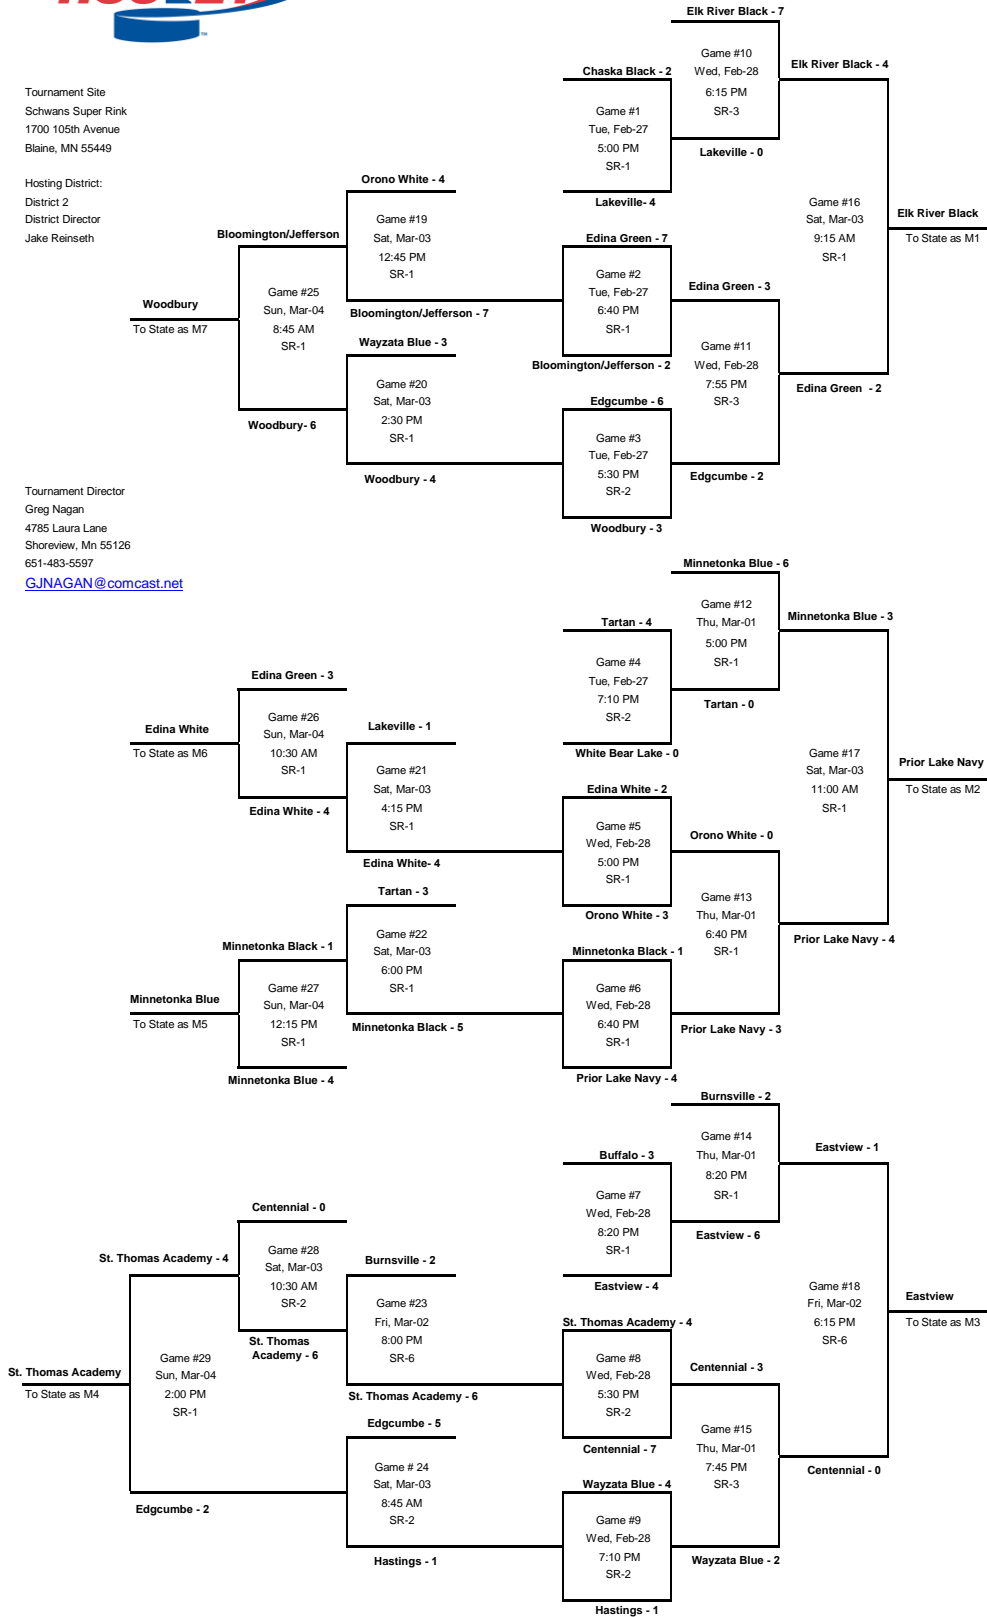 HOCKEY
™
Tournament Site
Schwans Super Rink
1700 105th Avenue
Blaine, MN 55449
Hosting District:
District 2
District Director
Jake Reinseth
Elk River Black - 7
Game #10
Wed, Feb-28
6:15 PM
SR-3
Elk River Black - 4
Chaska Black - 2
Game #1
Tue, Feb-27
5:00 PM
SR-1
Lakeville - 0
Lakeville- 4
Orono White - 4
Game #19
Sat, Mar-03
12:45 PM
SR-1
Bloomington/Jefferson
Game #16
Sat, Mar-03
9:15 AM
SR-1
Elk River Black
To State as M1
Edina Green - 7
Game #2
Tue, Feb-27
6:40 PM
SR-1
Edina Green - 3
Game #25
Sun, Mar-04
8:45 AM
SR-1
Woodbury
To State as M7
Bloomington/Jefferson - 7
Wayzata Blue - 3
Game #11
Wed, Feb-28
7:55 PM
SR-3
Bloomington/Jefferson - 2
Edina Green - 2
Game #20
Sat, Mar-03
2:30 PM
SR-1
Edgcumbe - 6
Woodbury- 6
Game #3
Tue, Feb-27
5:30 PM
SR-2
Woodbury - 4
Edgcumbe - 2
Woodbury - 3
Tournament Director
Greg Nagan
4785 Laura Lane
Shoreview, Mn 55126
651-483-5597
GJNAGAN@comcast.net
Minnetonka Blue - 6
Game #12
Thu, Mar-01
5:00 PM
SR-1
Minnetonka Blue - 3
Tartan - 4
Game #4
Tue, Feb-27
7:10 PM
SR-2
Tartan - 0
Edina Green - 3
Game #26
Sun, Mar-04
10:30 AM
SR-1
Edina White
To State as M6
Lakeville - 1
White Bear Lake - 0
Game #17
Sat, Mar-03
11:00 AM
SR-1
Prior Lake Navy
To State as M2
Game #21
Sat, Mar-03
4:15 PM
SR-1
Edina White - 2
Edina White - 4
Game #5
Wed, Feb-28
5:00 PM
SR-1
Orono White - 0
Edina White- 4
Tartan - 3
Orono White - 3
Game #13
Thu, Mar-01
6:40 PM
SR-1
Prior Lake Navy - 4
Game #22
Sat, Mar-03
6:00 PM
SR-1
Minnetonka Black - 1
Minnetonka Black - 1
Game #27
Sun, Mar-04
12:15 PM
SR-1
Minnetonka Blue
To State as M5
Game #6
Wed, Feb-28
6:40 PM
SR-1
Minnetonka Black - 5
Prior Lake Navy - 3
Minnetonka Blue - 4
Prior Lake Navy - 4
Burnsville - 2
Game #14
Thu, Mar-01
8:20 PM
SR-1
Eastview - 1
Buffalo - 3
Game #7
Wed, Feb-28
8:20 PM
SR-1
Eastview - 6
Centennial - 0
Game #28
Sat, Mar-03
10:30 AM
SR-2
St. Thomas Academy - 4
Burnsville - 2
Eastview - 4
Game #18
Fri, Mar-02
6:15 PM
SR-6
Eastview
To State as M3
Game #23
Fri, Mar-02
8:00 PM
SR-6
St. Thomas Academy - 4
St. Thomas
Academy - 6
Game #29
Sun, Mar-04
2:00 PM
SR-1
St. Thomas Academy
To State as M4
Game #8
Wed, Feb-28
5:30 PM
SR-2
Centennial - 3
St. Thomas Academy - 6
Edgcumbe - 5
Centennial - 7
Game #15
Thu, Mar-01
7:45 PM
SR-3
Centennial - 0
Game # 24
Sat, Mar-03
8:45 AM
SR-2
Wayzata Blue - 4
Edgcumbe - 2
Game #9
Wed, Feb-28
7:10 PM
SR-2
Hastings - 1
Wayzata Blue - 2
Hastings - 1